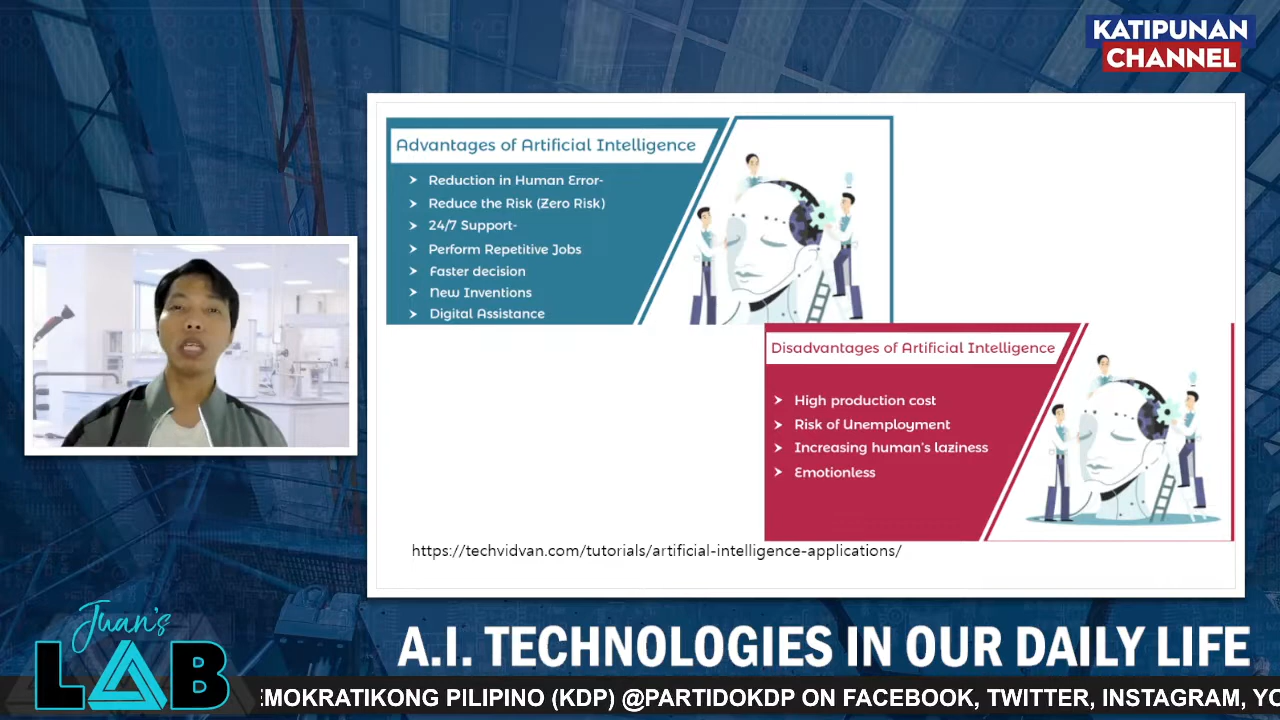 KATIPUNAN
CHANNEL
Advantages of Artificial Intelligence
Reduction in Human Error-
Reduce the Risk (Zero Risk)
24/7 Support-
Perform Repetitive Jobs
Faster decision
New Inventions
Digital Assistance
Disadvantages of Artificial Intelligence
High production cost
Risk of Unemployment
Increasing human's laziness
Emotionless
https://techvidvan.com/tutorials/artificial-intelligence-applications/
Juan's
LAB
A.I. TECHNOLOGIES IN OUR DAILY LIFE
EMOKRATIKONG PILIPINO (KDP) @PARTIDOKDP ON FACEBOOK, TWITTER, INSTAGRAM, YO